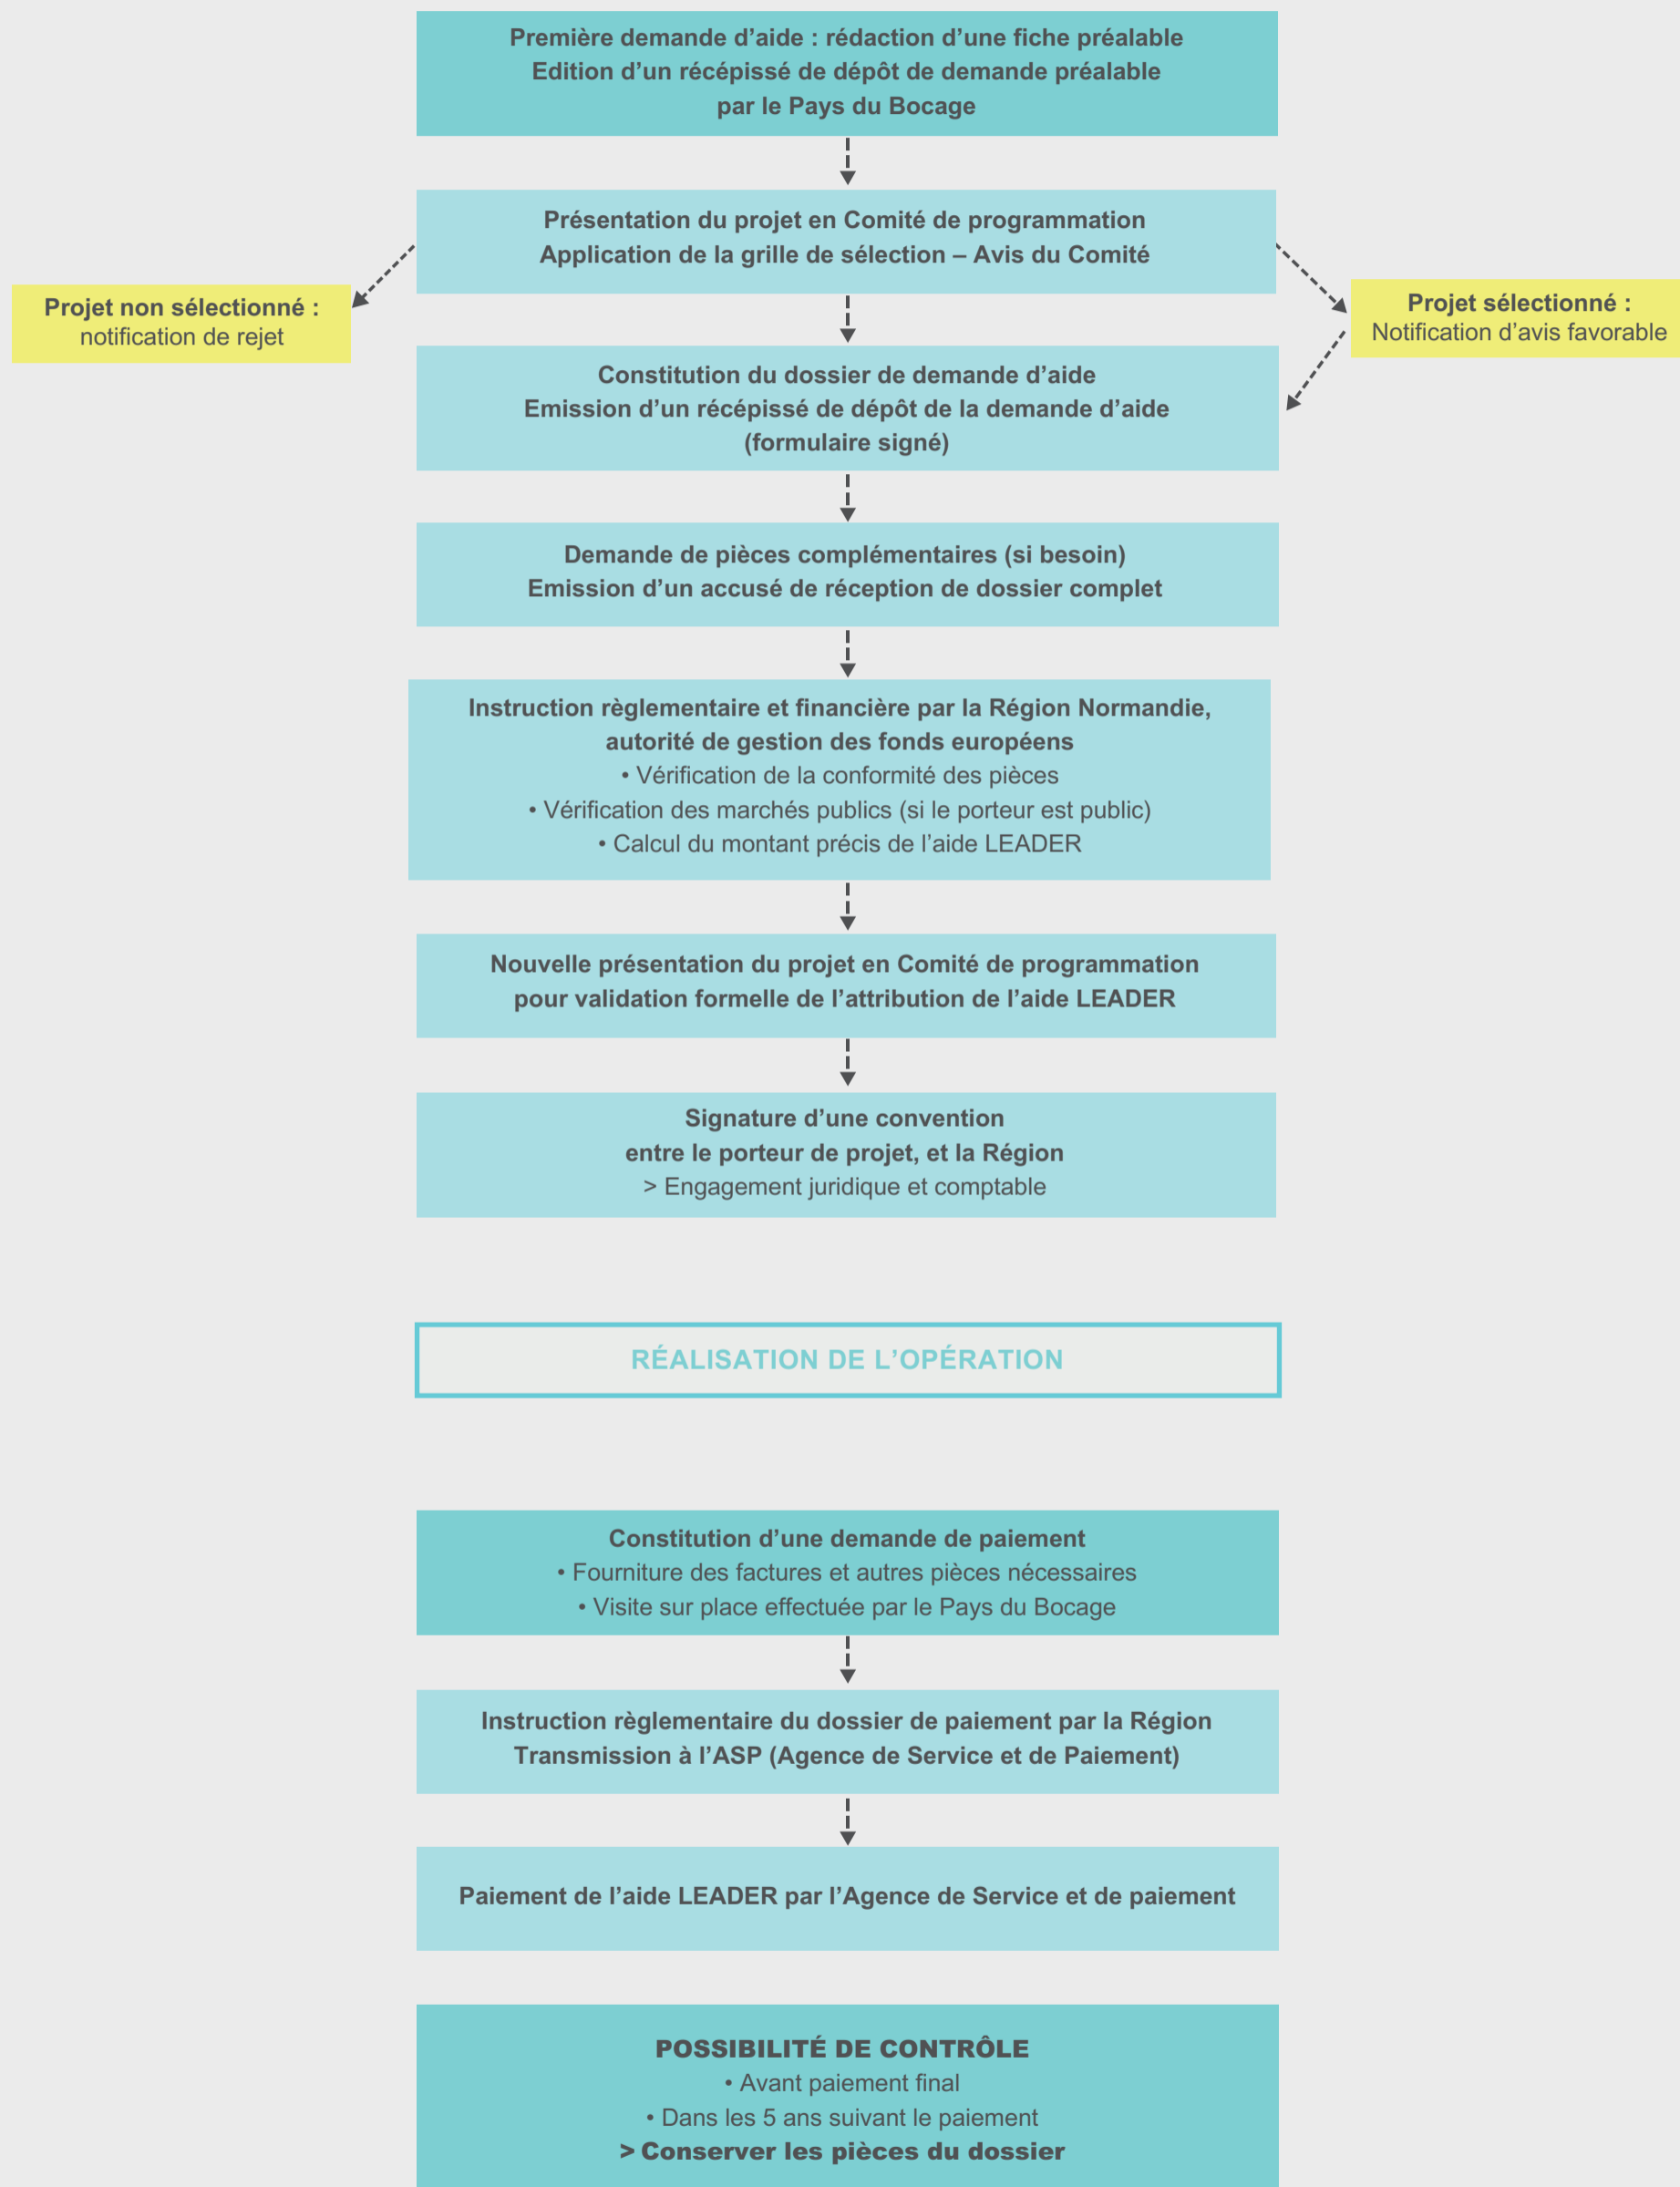 Première demande d’aide : rédaction d’une fiche préalable
Edition d’un récépissé de dépôt de demande préalable
par le Pays du Bocage
Présentation du projet en Comité de programmation
Application de la grille de sélection – Avis du Comité
Projet non sélectionné :
notification de rejet
Projet sélectionné :
Notification d’avis favorable
Constitution du dossier de demande d’aide
Emission d’un récépissé de dépôt de la demande d’aide
(formulaire signé)
Demande de pièces complémentaires (si besoin)
Emission d’un accusé de réception de dossier complet
Instruction règlementaire et financière par la Région Normandie,
autorité de gestion des fonds européens
• Vérification de la conformité des pièces
• Vérification des marchés publics (si le porteur est public)
• Calcul du montant précis de l’aide LEADER
Nouvelle présentation du projet en Comité de programmation
pour validation formelle de l’attribution de l’aide LEADER
Signature d’une convention
entre le porteur de projet, et la Région
> Engagement juridique et comptable
RÉALISATION DE L’OPÉRATION
Constitution d’une demande de paiement
• Fourniture des factures et autres pièces nécessaires
• Visite sur place effectuée par le Pays du Bocage
Instruction règlementaire du dossier de paiement par la Région
Transmission à l’ASP (Agence de Service et de Paiement)
Paiement de l’aide LEADER par l’Agence de Service et de paiement
POSSIBILITÉ DE CONTRÔLE
• Avant paiement final
• Dans les 5 ans suivant le paiement
> Conserver les pièces du dossier